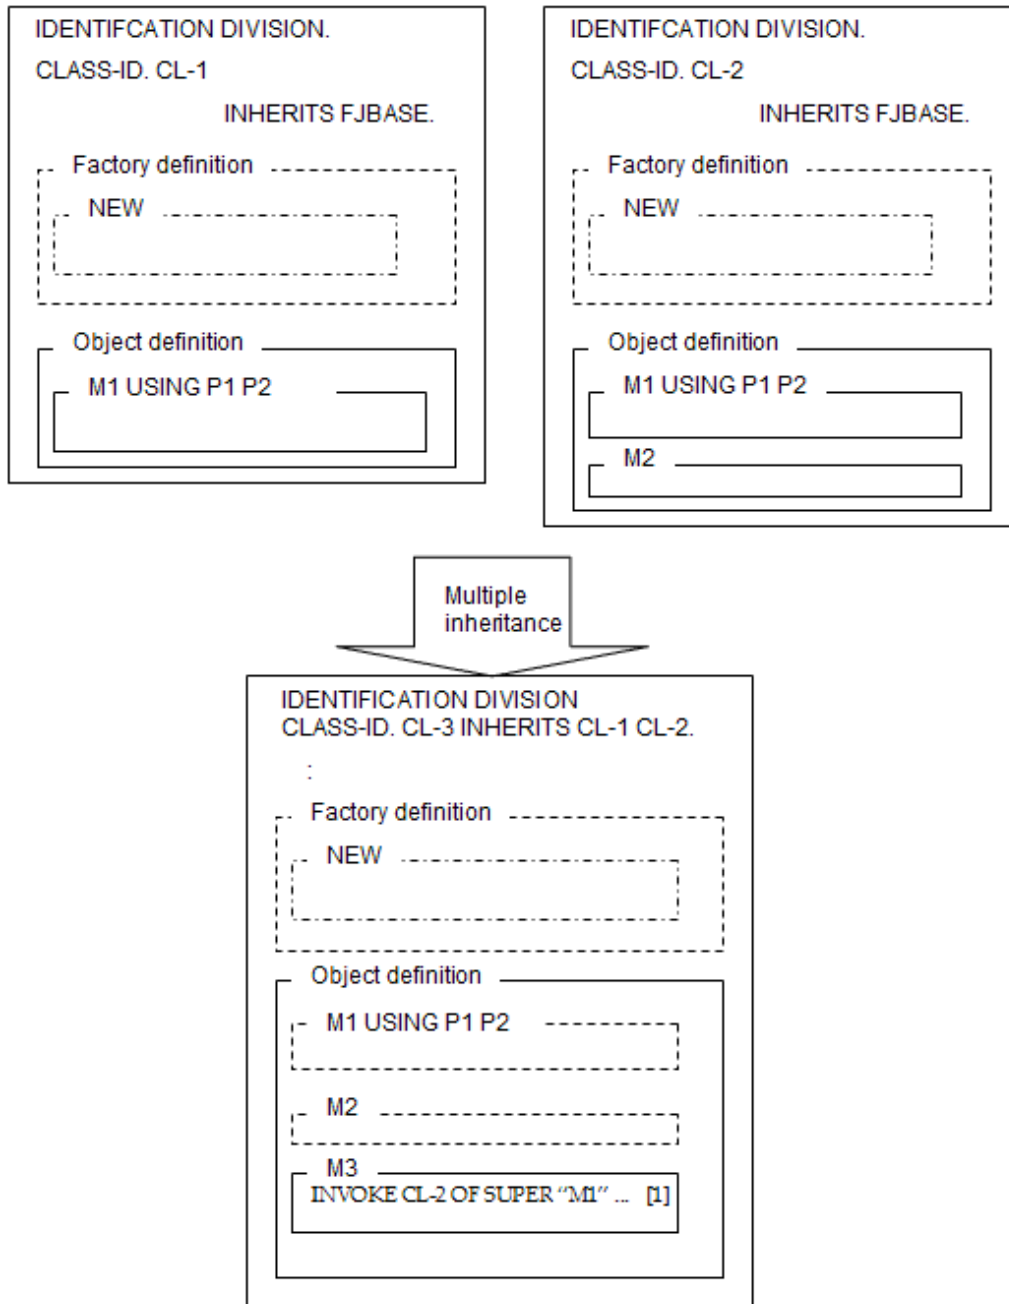 IDENTIFCATION DIVISION.
CLASS-ID. CL-1
INHERITS FJBASE.
Factory definition
NEW
Object definition
M1 USING P1 P2
IDENTIFCATION DIVISION.
CLASS-ID. CL-2
INHERITS FJBASE.
Factory definition
NEW
Object definition
M1 USING P1 P2
M2
Multiple
inheritance
IDENTIFICATION DIVISION
CLASS-ID. CL-3 INHERITS CL-1 CL-2.
:
Factory definition
NEW
Object definition
M1 USING P1 P2
M2
M3
INVOKE CL-2 OF SUPER “M1” ... [1]